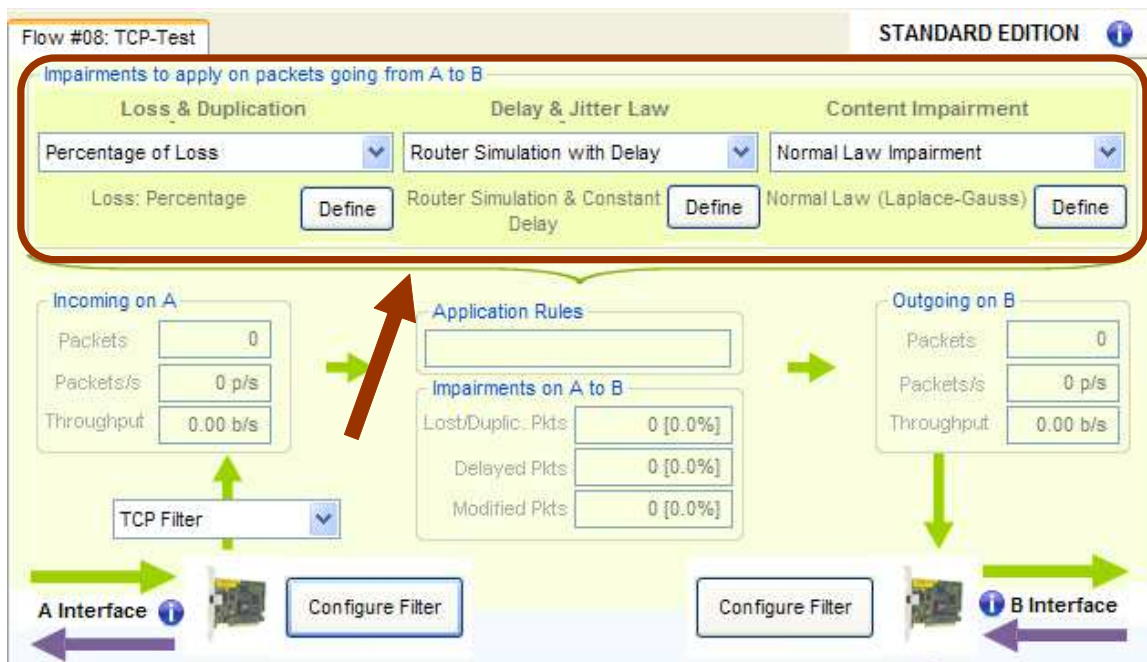 Flow #08: TCP-Test
STANDARD EDITION
Impairments to apply on packets going from A to B
Loss & Duplication Delay & Jitter Law Content Impairment
Percentage of Loss Router Simulation with Delay Normal Law Impairment
Loss: Percentage Define Router Simulation & Constant Delay Define Normal Law (Laplace-Gauss) Define
Incoming on A
Packets 0
Packets/s 0 p/s
Throughput 0.00 b/s
Application Rules
Impairments on A to B
Lost/Duplic. Pkts 0 [0.0%]
Delayed Pkts 0 [0.0%]
Modified Pkts 0 [0.0%]
Outgoing on B
Packets 0
Packets/s 0 p/s
Throughput 0.00 b/s
TCP Filter
A Interface Configure Filter Configure Filter B Interface